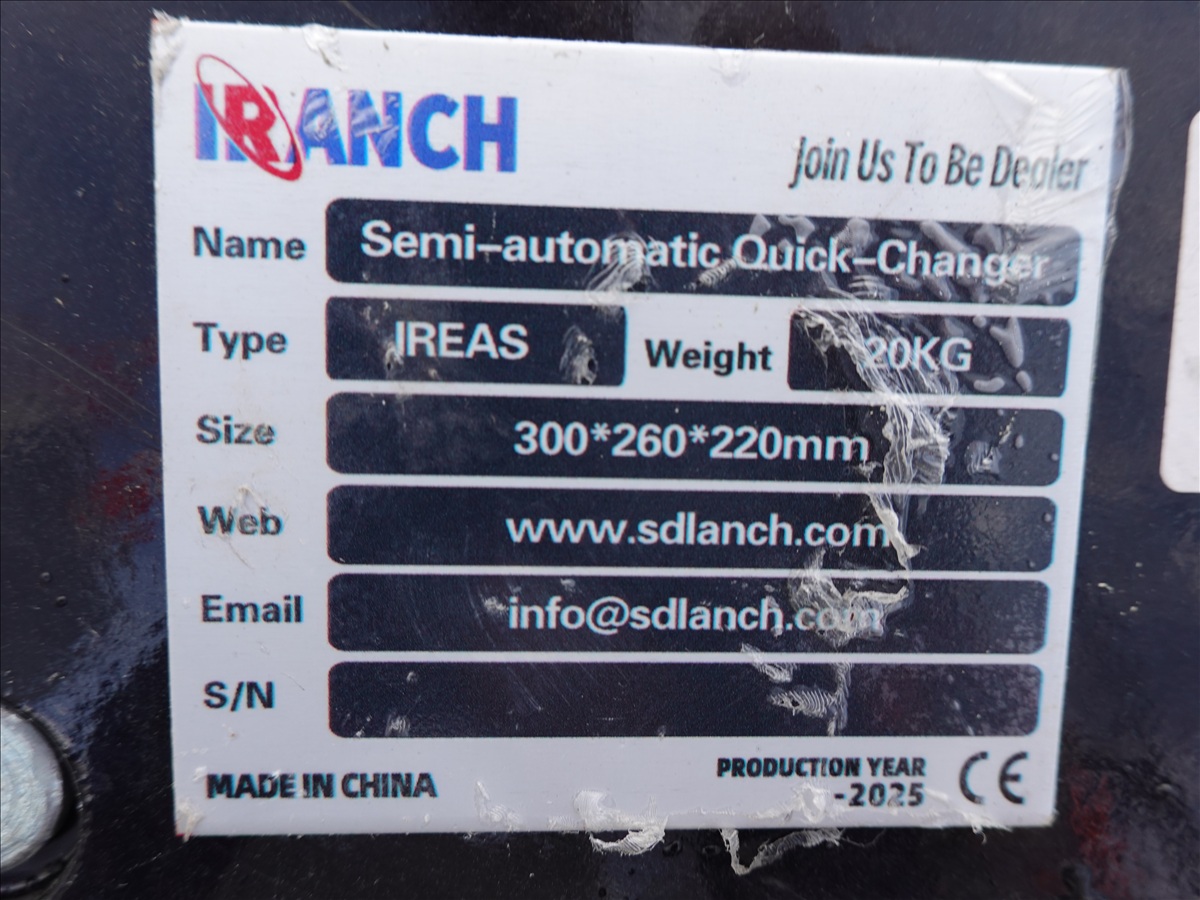 IRANCH
Join Us To Be Dealer
Name Semi-automatic Quick-Changer
Type IREAS Weight 20KG
Size 300*260*220mm
Web www.sdlanch.com
Email info@sdlanch.com
S/N
MADE IN CHINA
PRODUCTION YEAR
-2025
CE